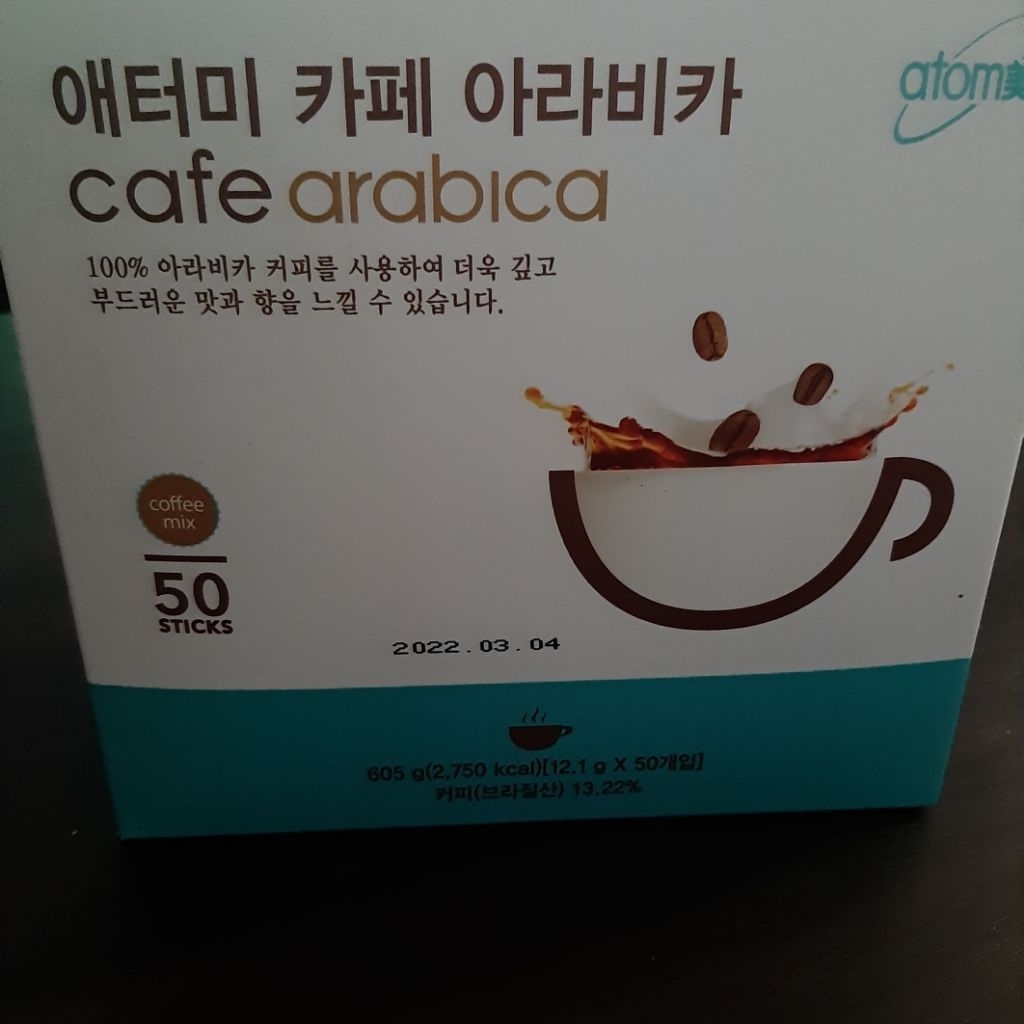 애터미 카페 아라비카
atom美
cafe arabica
100% 아라비카 커피를 사용하여 더욱 깊고
부드러운 맛과 향을 느낄 수 있습니다.
coffee
mix
50
STICKS
2022.03.04
605 g(2,750 kcal)[12.1 g X 50개입]
커피(브라질산) 13.22%